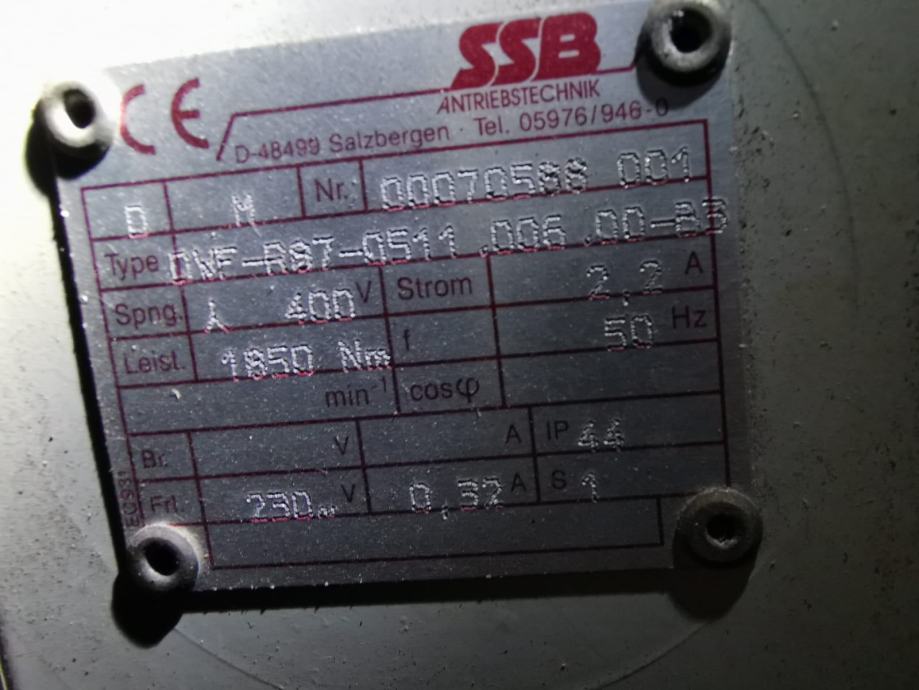 CE
SSB
ANTRIEBSTECHNIK
D-48499 Salzbergen · Tel. 05976/946-0
D M Nr. 00070588 001
Type DWF-R87-0511.006.00-B3
Spng. ⅄ 400 V Strom 2,2 A
Leist. 1850 Nm f 50 Hz
min⁻¹ cosφ
Br. V A IP 44
Frl. 230~ V 0,32 A S 1